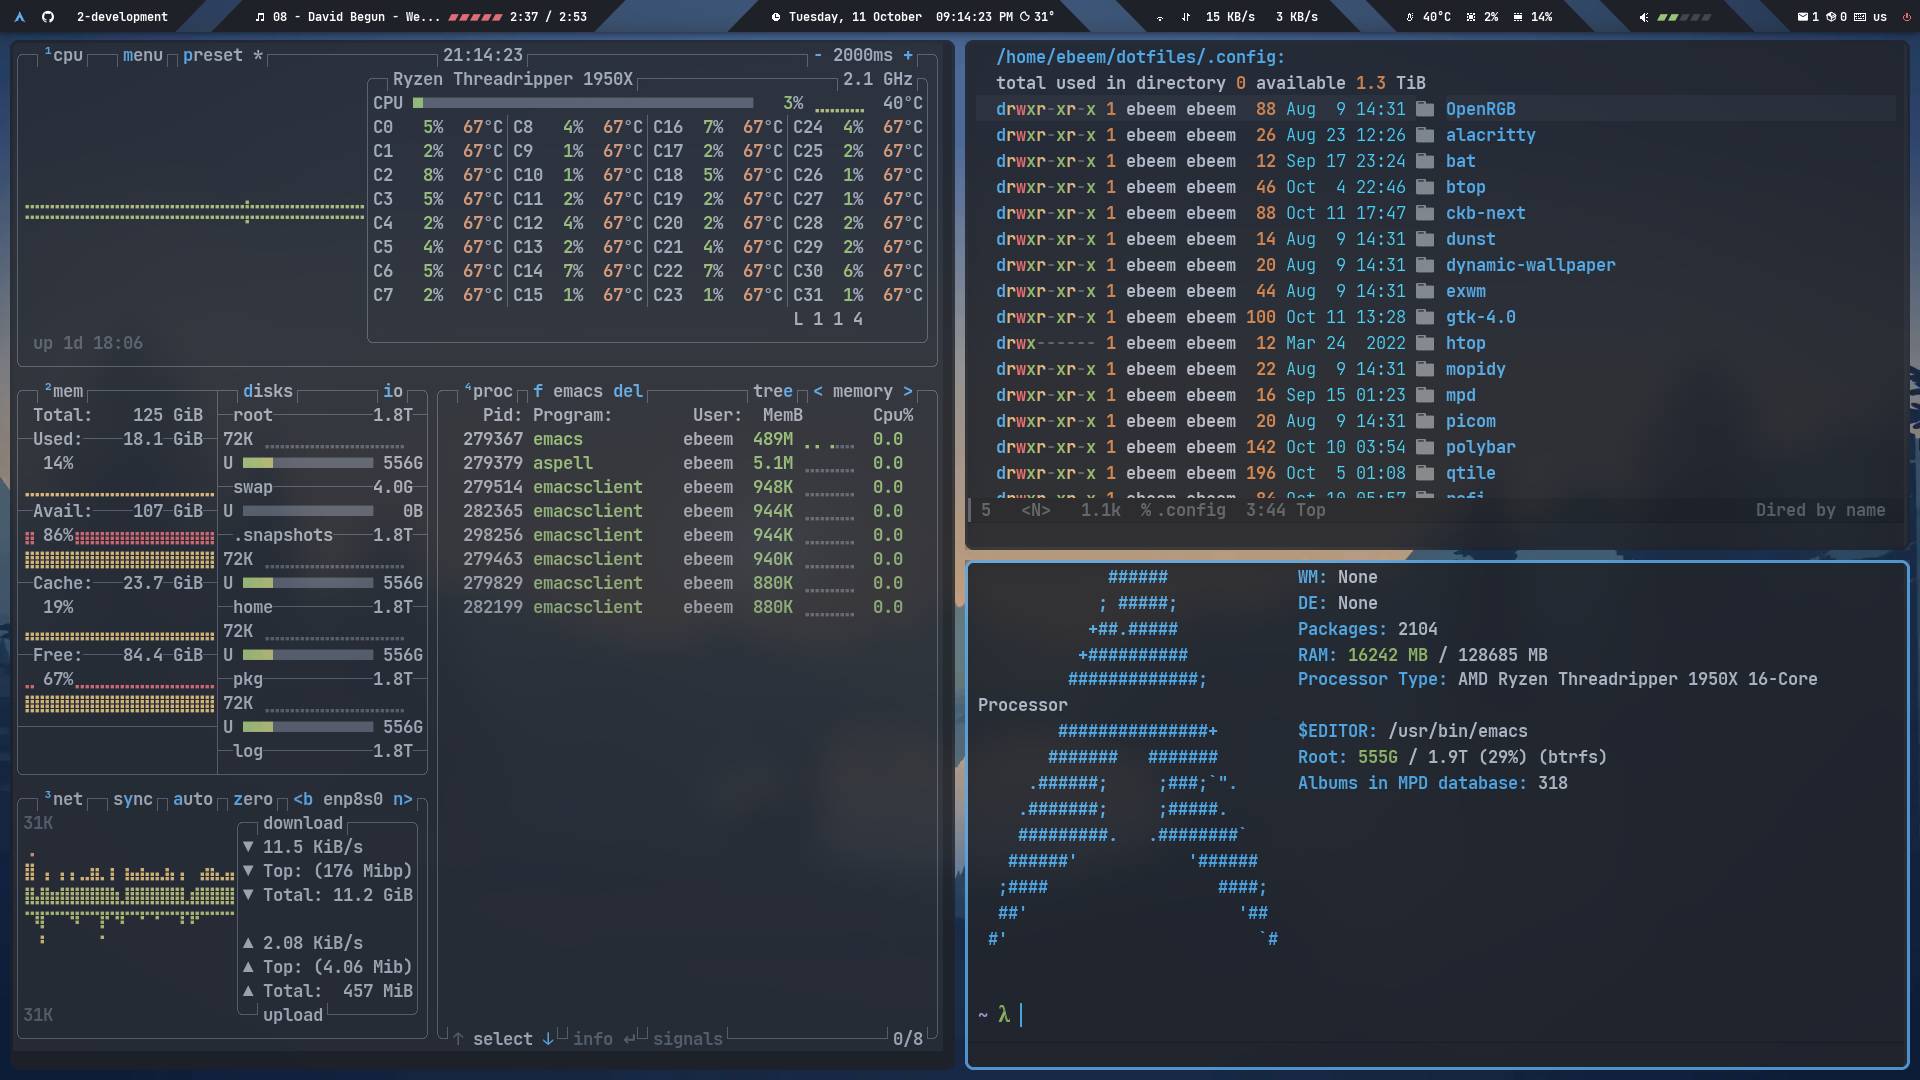 2-development
08 - David Begun - We...
2:37 / 2:53
Tuesday, 11 October 09:14:23 PM
31°
15 KB/s 3 KB/s
40°C 2% 14%
1 0 us
¹cpu menu preset * 21:14:23 - 2000ms +
Ryzen Threadripper 1950X 2.1 GHz
CPU 3% 40°C
C0 5% 67°C C8 4% 67°C C16 7% 67°C C24 4% 67°C
C1 2% 67°C C9 1% 67°C C17 2% 67°C C25 2% 67°C
C2 8% 67°C C10 1% 67°C C18 5% 67°C C26 1% 67°C
C3 5% 67°C C11 2% 67°C C19 2% 67°C C27 1% 67°C
C4 2% 67°C C12 4% 67°C C20 2% 67°C C28 2% 67°C
C5 4% 67°C C13 2% 67°C C21 4% 67°C C29 2% 67°C
C6 5% 67°C C14 7% 67°C C22 7% 67°C C30 6% 67°C
C7 2% 67°C C15 1% 67°C C23 1% 67°C C31 1% 67°C
L 1 1 4
up 1d 18:06
²mem
Total: 125 GiB
Used: 18.1 GiB
14%
Avail: 107 GiB
86%
Cache: 23.7 GiB
19%
Free: 84.4 GiB
67%
disks io
root 1.8T
72K
U 556G
swap 4.0G
U 0B
.snapshots 1.8T
72K
U 556G
home 1.8T
72K
U 556G
pkg 1.8T
72K
U 556G
log 1.8T
³net sync auto zero <b enp8s0 n>
31K
download
▼ 11.5 KiB/s
▼ Top: (176 Mibp)
▼ Total: 11.2 GiB
▲ 2.08 KiB/s
▲ Top: (4.06 Mib)
▲ Total: 457 MiB
31K
upload
⁴proc f emacs del tree < memory >
Pid: Program: User: MemB Cpu%
279367 emacs ebeem 489M 0.0
279379 aspell ebeem 5.1M 0.0
279514 emacsclient ebeem 948K 0.0
282365 emacsclient ebeem 944K 0.0
298256 emacsclient ebeem 944K 0.0
279463 emacsclient ebeem 940K 0.0
279829 emacsclient ebeem 880K 0.0
282199 emacsclient ebeem 880K 0.0
↑ select ↓ info ↵ signals 0/8
/home/ebeem/dotfiles/.config:
total used in directory 0 available 1.3 TiB
drwxr-xr-x 1 ebeem ebeem 88 Aug 9 14:31 OpenRGB
drwxr-xr-x 1 ebeem ebeem 26 Aug 23 12:26 alacritty
drwxr-xr-x 1 ebeem ebeem 12 Sep 17 23:24 bat
drwxr-xr-x 1 ebeem ebeem 46 Oct 4 22:46 btop
drwxr-xr-x 1 ebeem ebeem 88 Oct 11 17:47 ckb-next
drwxr-xr-x 1 ebeem ebeem 14 Aug 9 14:31 dunst
drwxr-xr-x 1 ebeem ebeem 20 Aug 9 14:31 dynamic-wallpaper
drwxr-xr-x 1 ebeem ebeem 44 Aug 9 14:31 exwm
drwxr-xr-x 1 ebeem ebeem 100 Oct 11 13:28 gtk-4.0
drwx------ 1 ebeem ebeem 12 Mar 24 2022 htop
drwxr-xr-x 1 ebeem ebeem 22 Aug 9 14:31 mopidy
drwxr-xr-x 1 ebeem ebeem 16 Sep 15 01:23 mpd
drwxr-xr-x 1 ebeem ebeem 20 Aug 9 14:31 picom
drwxr-xr-x 1 ebeem ebeem 142 Oct 10 03:54 polybar
drwxr-xr-x 1 ebeem ebeem 196 Oct 5 01:08 qtile
drwxr-xr-x 1 ebeem ebeem 84 Oct 10 05:57 rofi
5 <N> 1.1k % .config 3:44 Top Dired by name
###### WM: None
; #####; DE: None
+##.##### Packages: 2104
+########## RAM: 16242 MB / 128685 MB
#############; Processor Type: AMD Ryzen Threadripper 1950X 16-Core
Processor
###############+ $EDITOR: /usr/bin/emacs
####### ####### Root: 555G / 1.9T (29%) (btrfs)
.######; ;###;`". Albums in MPD database: 318
.#######; ;#####.
#########. .########`
######' '######
;#### ####;
##' '##
#' `#
~ λ